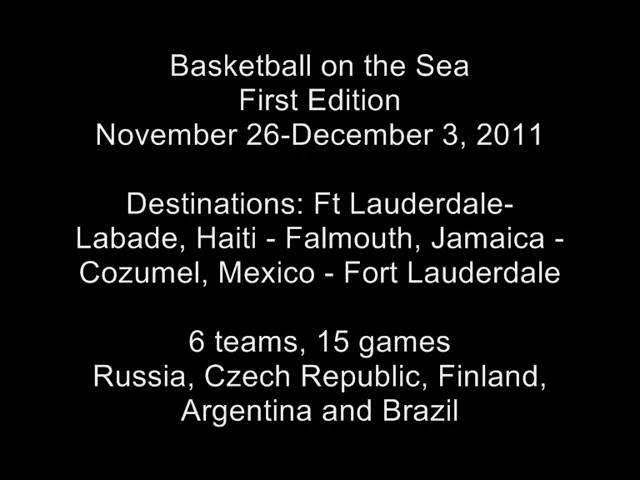 Basketball on the Sea
First Edition
November 26-December 3, 2011
Destinations: Ft Lauderdale-
Labade, Haiti - Falmouth, Jamaica -
Cozumel, Mexico - Fort Lauderdale
6 teams, 15 games
Russia, Czech Republic, Finland,
Argentina and Brazil